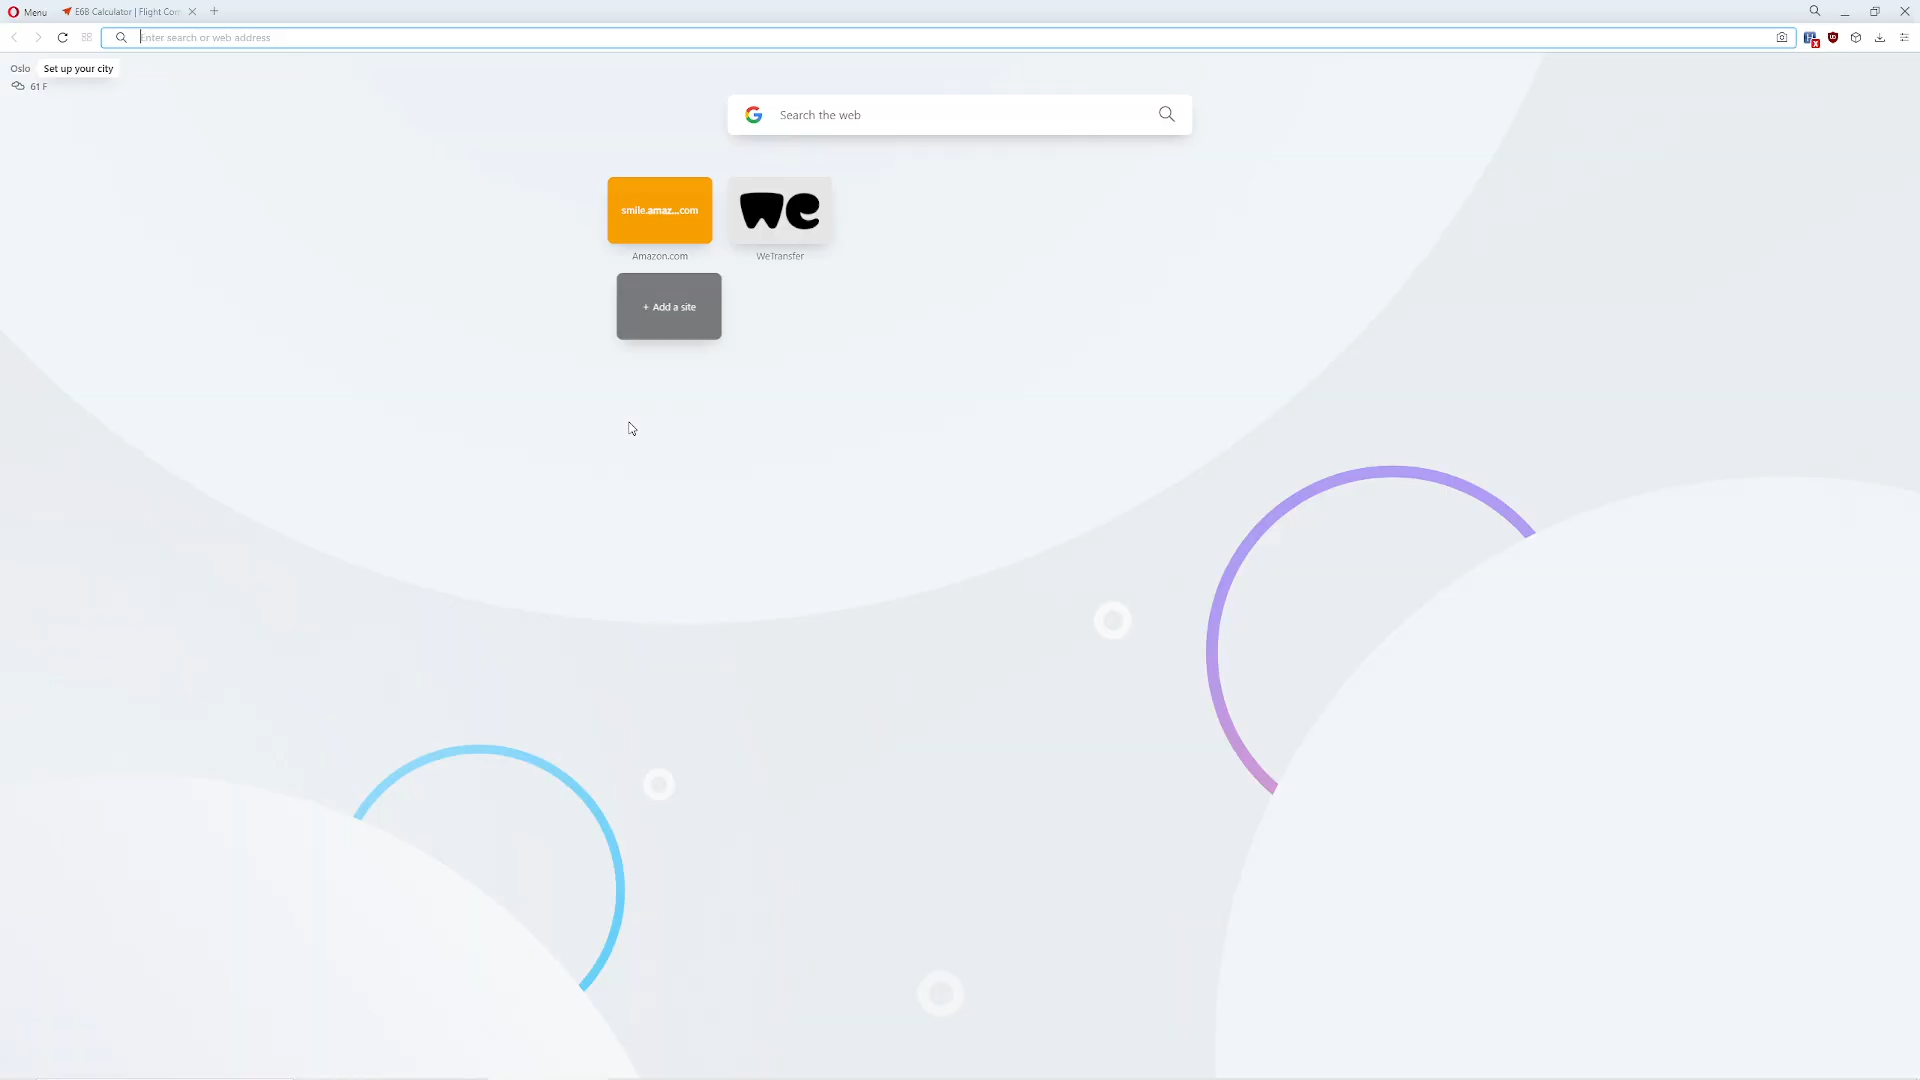 Menu
E6B Calculator | Flight Com
Enter search or web address
Oslo
Set up your city
61 F
Search the web
smile.amaz...com
we
Amazon.com
WeTransfer
+ Add a site